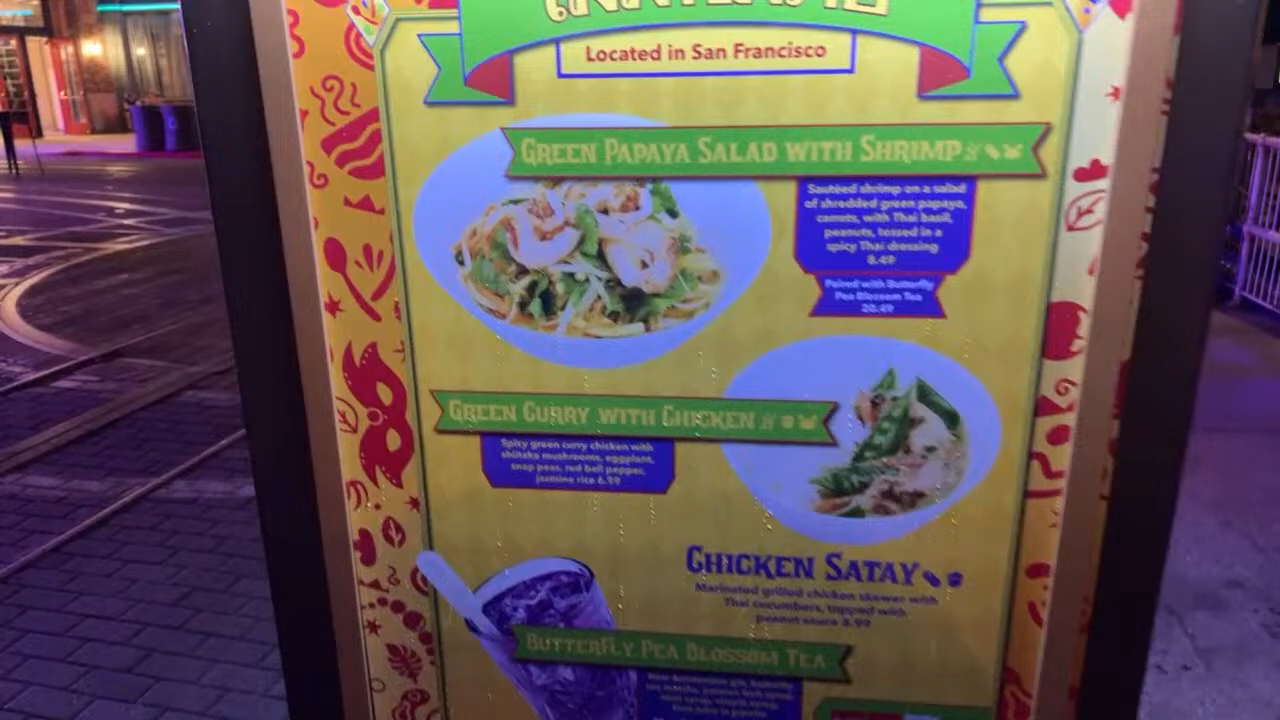 Located in San Francisco
GREEN PAPAYA SALAD WITH SHRIMP
Sautéed shrimp on a salad
of shredded green papaya,
carrots, with Thai basil,
peanuts, tossed in a
spicy Thai dressing
8.49
Paired with Butterfly
Pea Blossom Tea
20.49
GREEN CURRY WITH CHICKEN
Spicy green curry chicken with
shiitake mushrooms, eggplant,
snap peas, red bell pepper,
jasmine rice 6.99
CHICKEN SATAY
Marinated grilled chicken skewer with
Thai cucumbers, topped with
peanut sauce 8.99
BUTTERFLY PEA BLOSSOM TEA